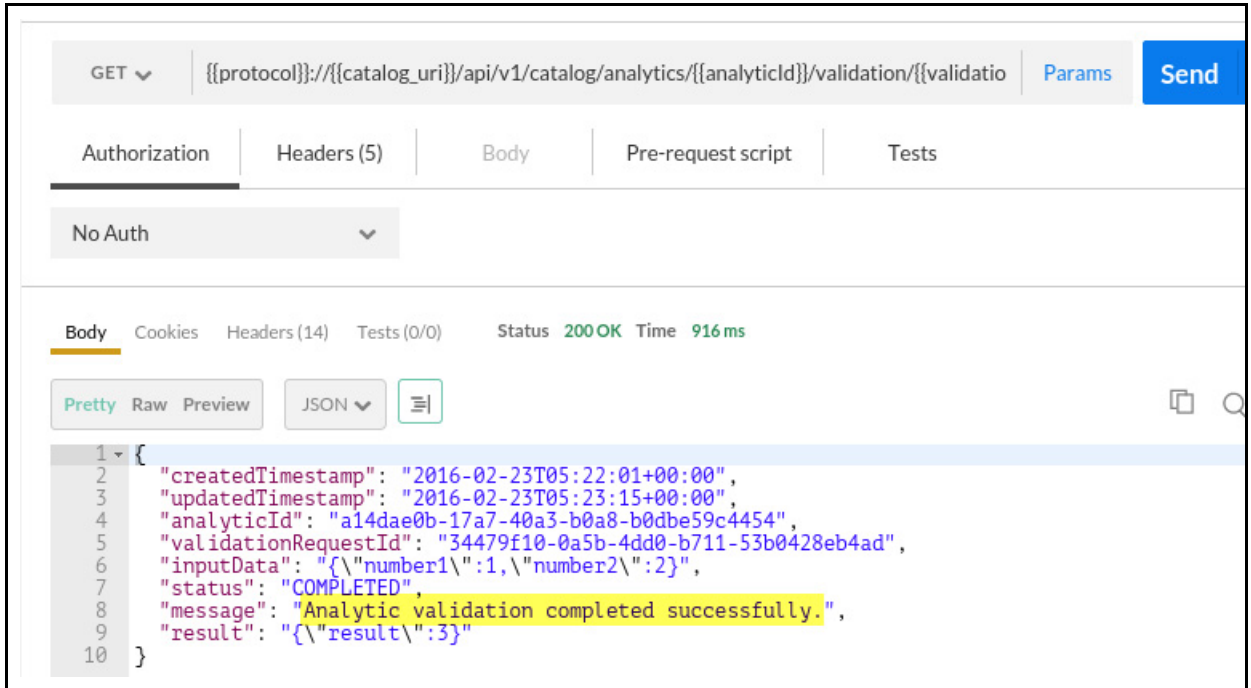 GET {{protocol}}://{{catalog_uri}}/api/v1/catalog/analytics/{{analyticId}}/validation/{{validatio Params Send
Authorization Headers (5) Body Pre-request script Tests
No Auth
Body Cookies Headers (14) Tests (0/0) Status 200 OK Time 916 ms
Pretty Raw Preview JSON
1 {
2 "createdTimestamp": "2016-02-23T05:22:01+00:00",
3 "updatedTimestamp": "2016-02-23T05:23:15+00:00",
4 "analyticId": "a14dae0b-17a7-40a3-b0a8-b0dbe59c4454",
5 "validationRequestId": "34479f10-0a5b-4dd0-b711-53b0428eb4ad",
6 "inputData": "{\"number1\":1,\"number2\":2}",
7 "status": "COMPLETED",
8 "message": "Analytic validation completed successfully.",
9 "result": "{\"result\":3}"
10 }